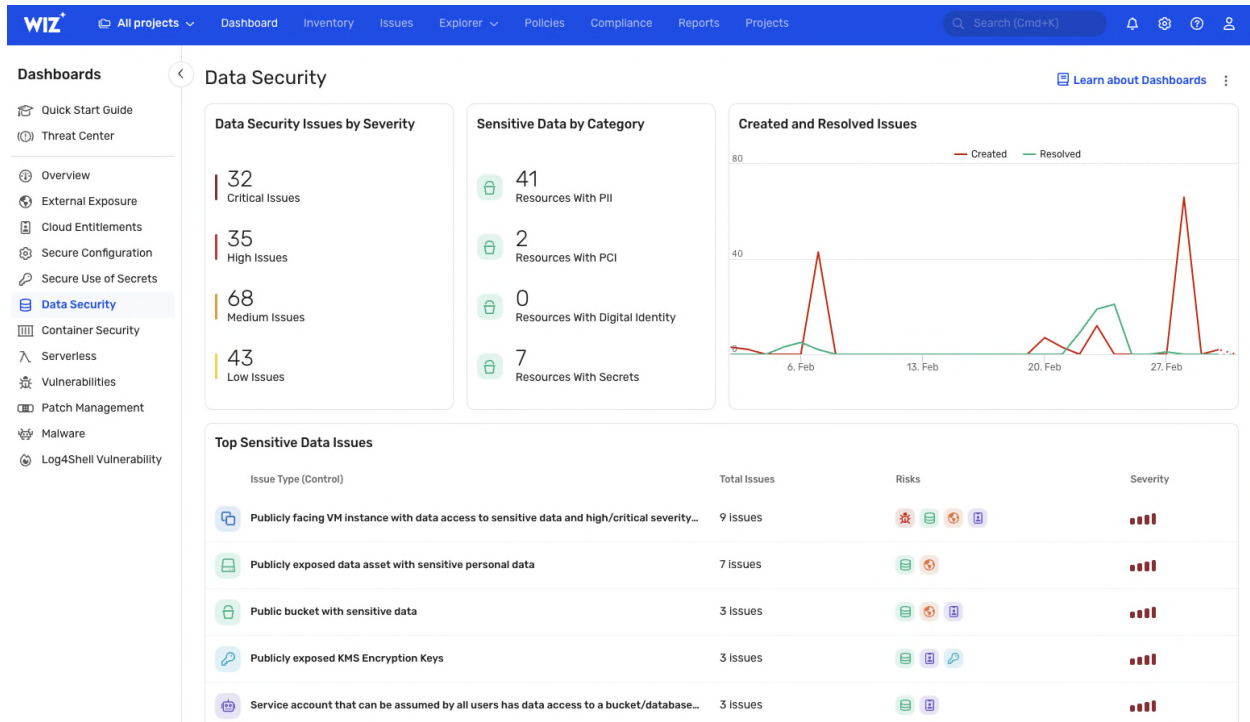 WIZ
All projects
Dashboard
Inventory
Issues
Explorer
Policies
Compliance
Reports
Projects
Search (Cmd+K)
Dashboards
Quick Start Guide
Threat Center
Overview
External Exposure
Cloud Entitlements
Secure Configuration
Secure Use of Secrets
Data Security
Container Security
Serverless
Vulnerabilities
Patch Management
Malware
Log4Shell Vulnerability
Data Security
Learn about Dashboards
Data Security Issues by Severity
32
Critical Issues
35
High Issues
68
Medium Issues
43
Low Issues
Sensitive Data by Category
41
Resources With PII
2
Resources With PCI
0
Resources With Digital Identity
7
Resources With Secrets
Created and Resolved Issues
Created
Resolved
80
40
0
6. Feb
13. Feb
20. Feb
27. Feb
Top Sensitive Data Issues
Issue Type (Control)
Total Issues
Risks
Severity
Publicly facing VM instance with data access to sensitive data and high/critical severity...
9 issues
Publicly exposed data asset with sensitive personal data
7 issues
Public bucket with sensitive data
3 issues
Publicly exposed KMS Encryption Keys
3 issues
Service account that can be assumed by all users has data access to a bucket/database...
3 issues